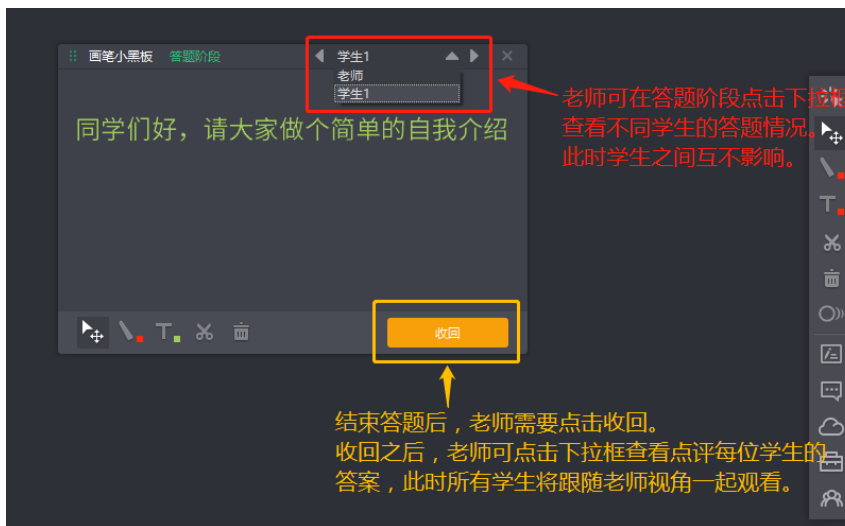 画笔小黑板 答题阶段 学生1
老师
学生1
同学们好，请大家做个简单的自我介绍
老师可在答题阶段点击下拉框
查看不同学生的答题情况。
此时学生之间互不影响。
收回
结束答题后，老师需要点击收回。
收回之后，老师可点击下拉框查看点评每位学生的
答案，此时所有学生将跟随老师视角一起观看。